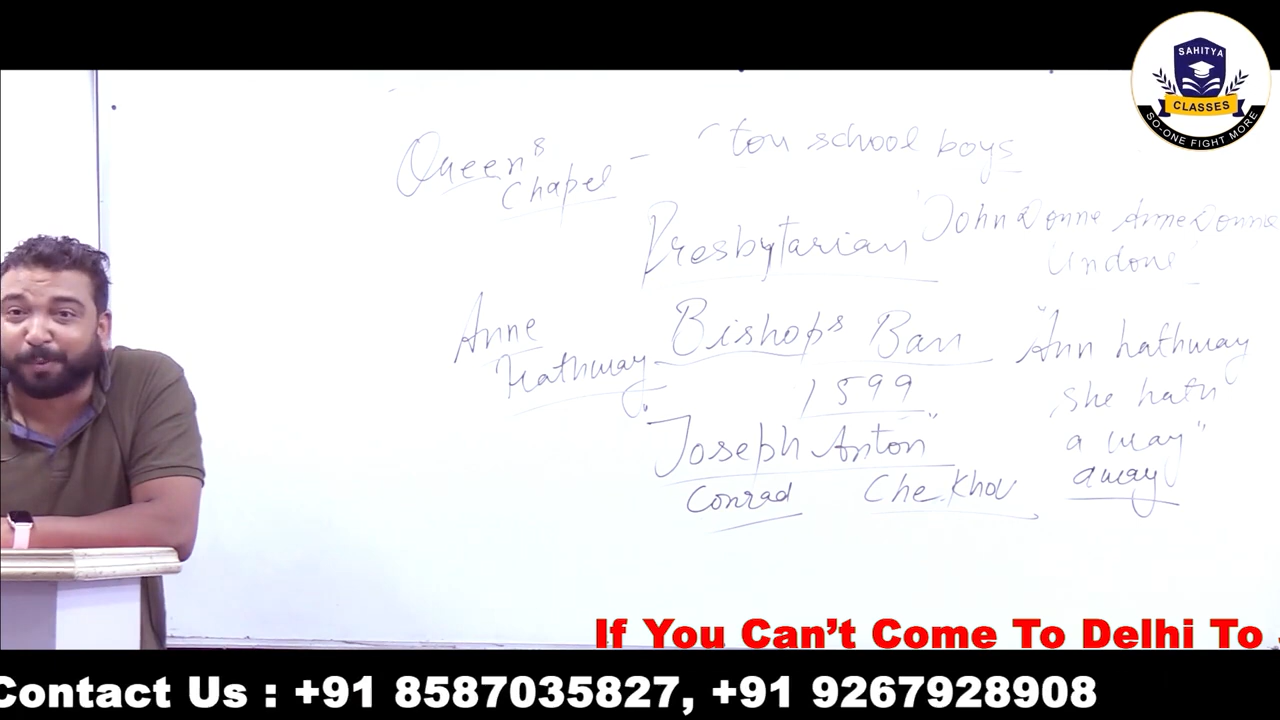 SAHITYA
CLASSES
SO-ONE FIGHT MORE
Queen's Chapel - "ton school boys
Presbytarian
'John Donne Anne Donne
Undone'
Anne
Hathway
Bishops Ban
1599
"Ann hathway
she hath
a way"
away
"Joseph Anton"
Conrad Chekhov
If You Can't Come To Delhi To
Contact Us : +91 8587035827, +91 9267928908